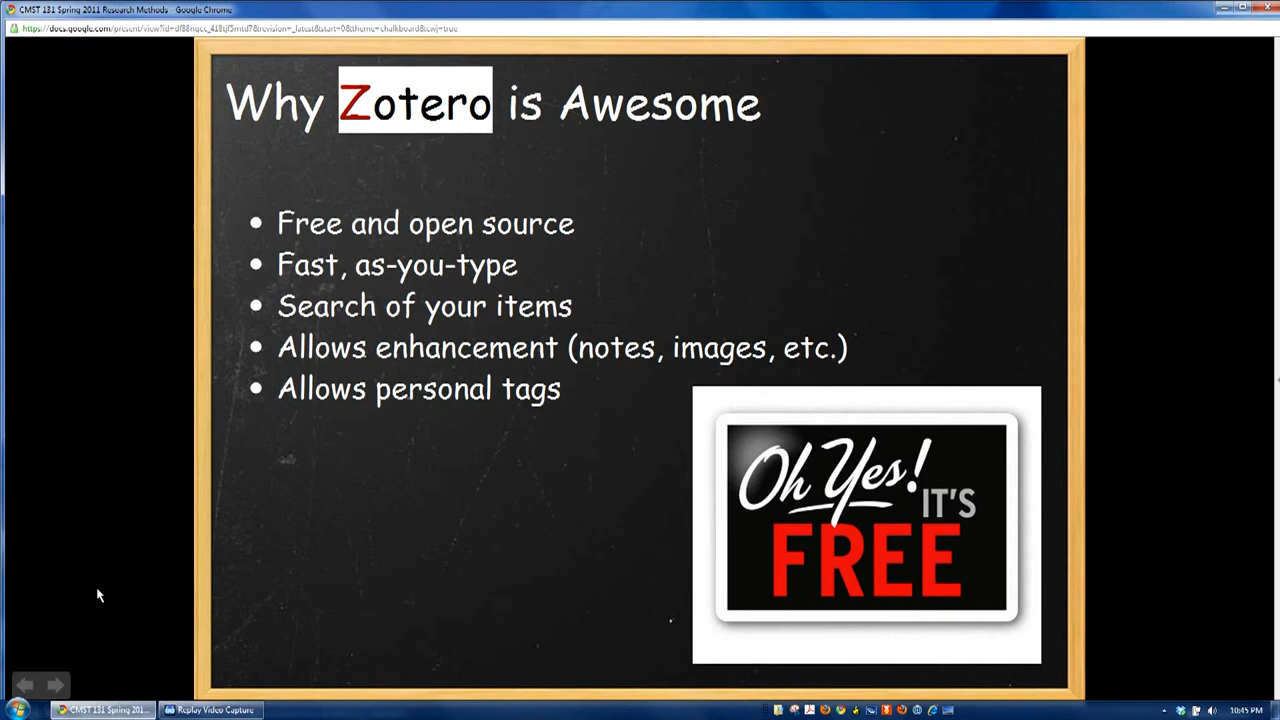 CMST 131 Spring 2011 Research Methods - Google Chrome
https://docs.google.com/present/view?id=df88nqcc_418tjf5mtd7&revision=_latest&start=0&theme=chalkboard&cwj=true
Why Zotero is Awesome
• Free and open source
• Fast, as-you-type
• Search of your items
• Allows enhancement (notes, images, etc.)
• Allows personal tags
Oh Yes!
IT'S
FREE
CMST 131 Spring 201...
Replay Video Capture
10:45 PM